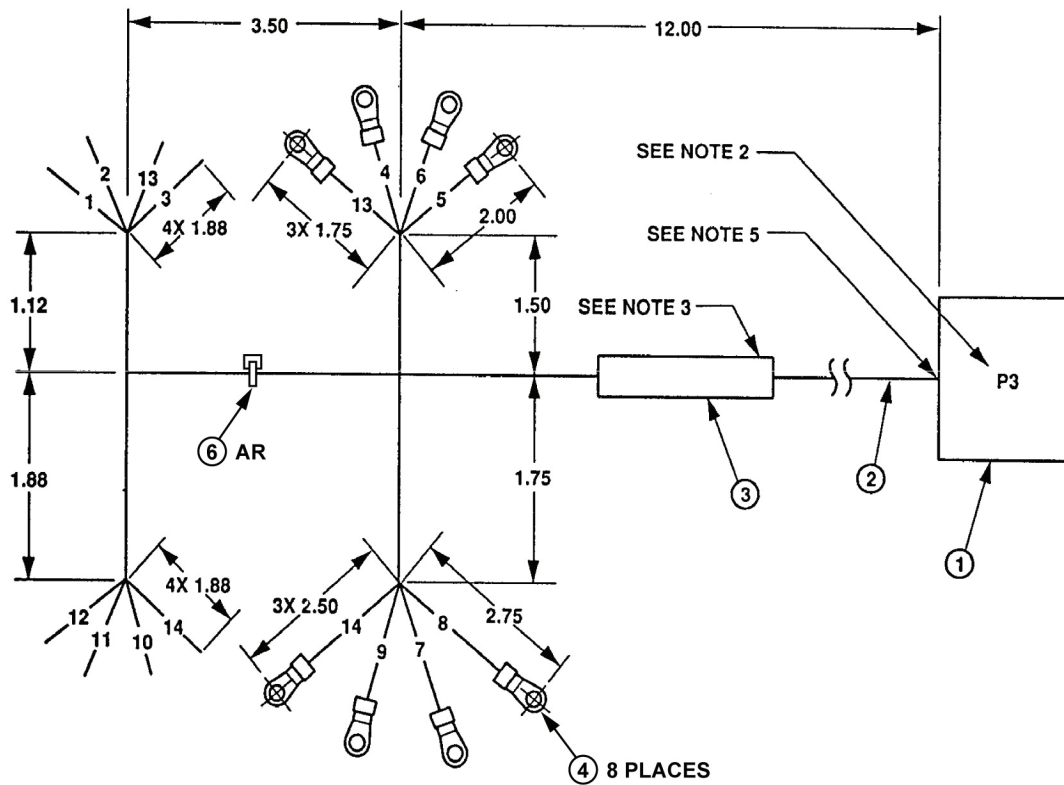 3.50
12.00
SEE NOTE 2
2
13
1
3
4X 1.88
4
6
13
5
3X 1.75
2.00
SEE NOTE 5
1.12
1.50
SEE NOTE 3
P3
6 AR
1.88
1.75
3
2
1
4X 1.88
12
11
10
14
3X 2.50
14
9
7
8
2.75
4 8 PLACES